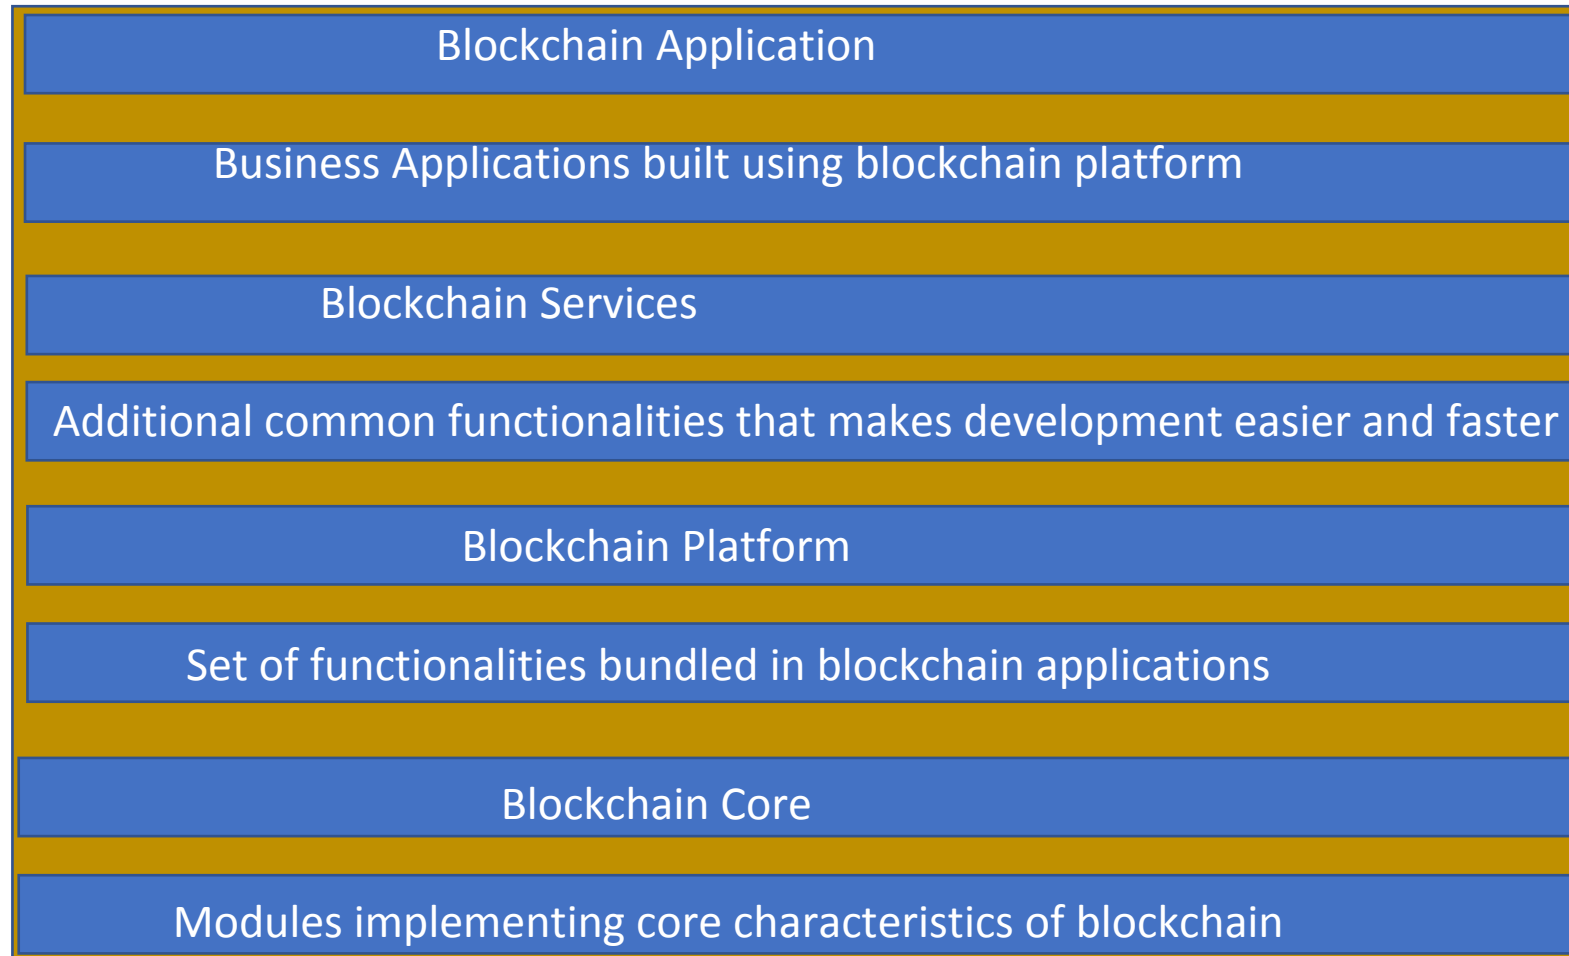 Blockchain Application
Business Applications built using blockchain platform
Blockchain Services
Additional common functionalities that makes development easier and faster
Blockchain Platform
Set of functionalities bundled in blockchain applications
Blockchain Core
Modules implementing core characteristics of blockchain